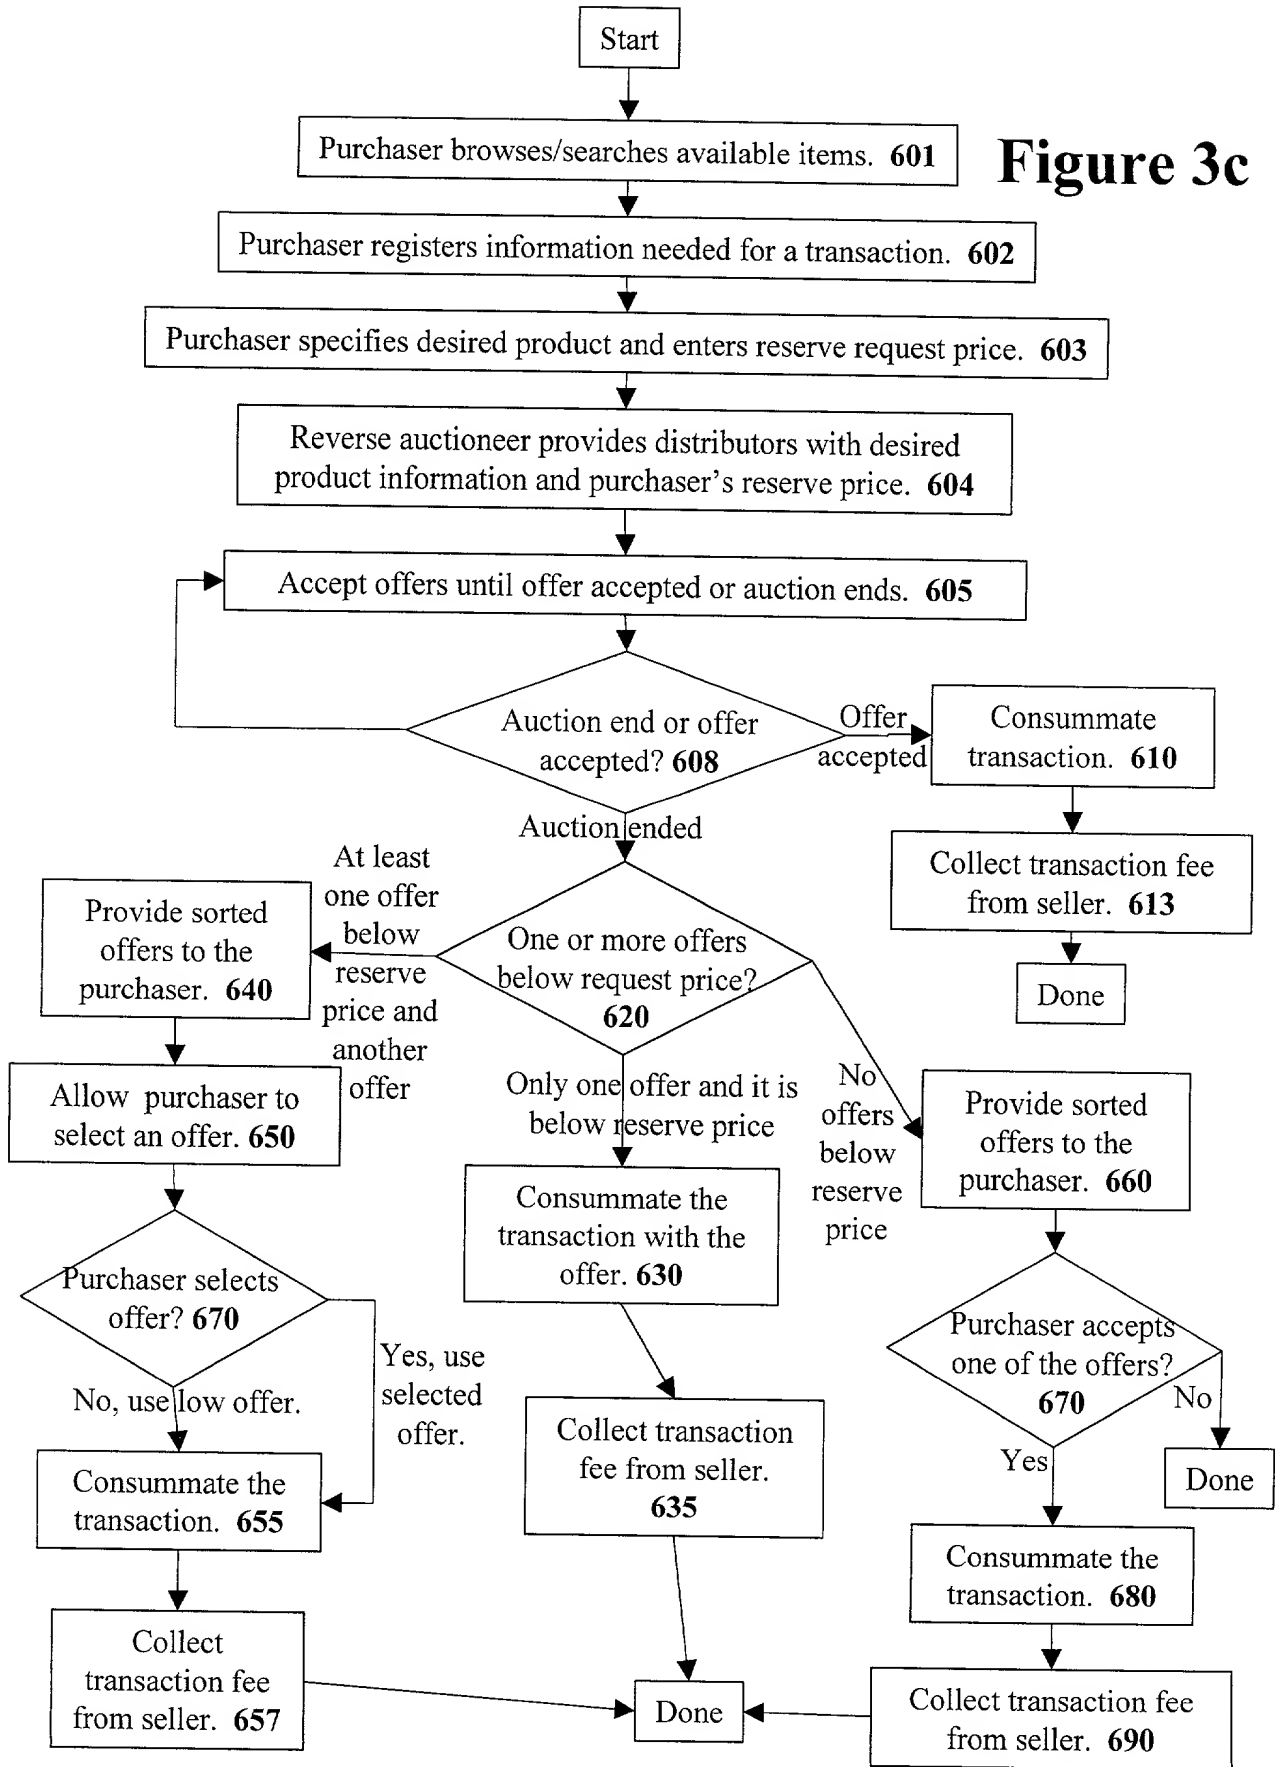 Start
Purchaser browses/searches available items. 601
Figure 3c
Purchaser registers information needed for a transaction. 602
Purchaser specifies desired product and enters reserve request price. 603
Reverse auctioneer provides distributors with desired
product information and purchaser's reserve price. 604
Accept offers until offer accepted or auction ends. 605
Auction end or offer
accepted? 608
Offer
accepted
Consummate
transaction. 610
Collect transaction fee
from seller. 613
Done
Auction ended
One or more offers
below request price?
620
At least
one offer
below
reserve
price and
another
offer
Provide sorted
offers to the
purchaser. 640
Allow purchaser to
select an offer. 650
Purchaser selects
offer? 670
No, use low offer.
Yes, use
selected
offer.
Consummate the
transaction. 655
Collect
transaction fee
from seller. 657
Only one offer and it is
below reserve price
Consummate the
transaction with the
offer. 630
Collect transaction
fee from seller.
635
Done
No
offers
below
reserve
price
Provide sorted
offers to the
purchaser. 660
Purchaser accepts
one of the offers?
670
No
Done
Yes
Consummate the
transaction. 680
Collect transaction fee
from seller. 690